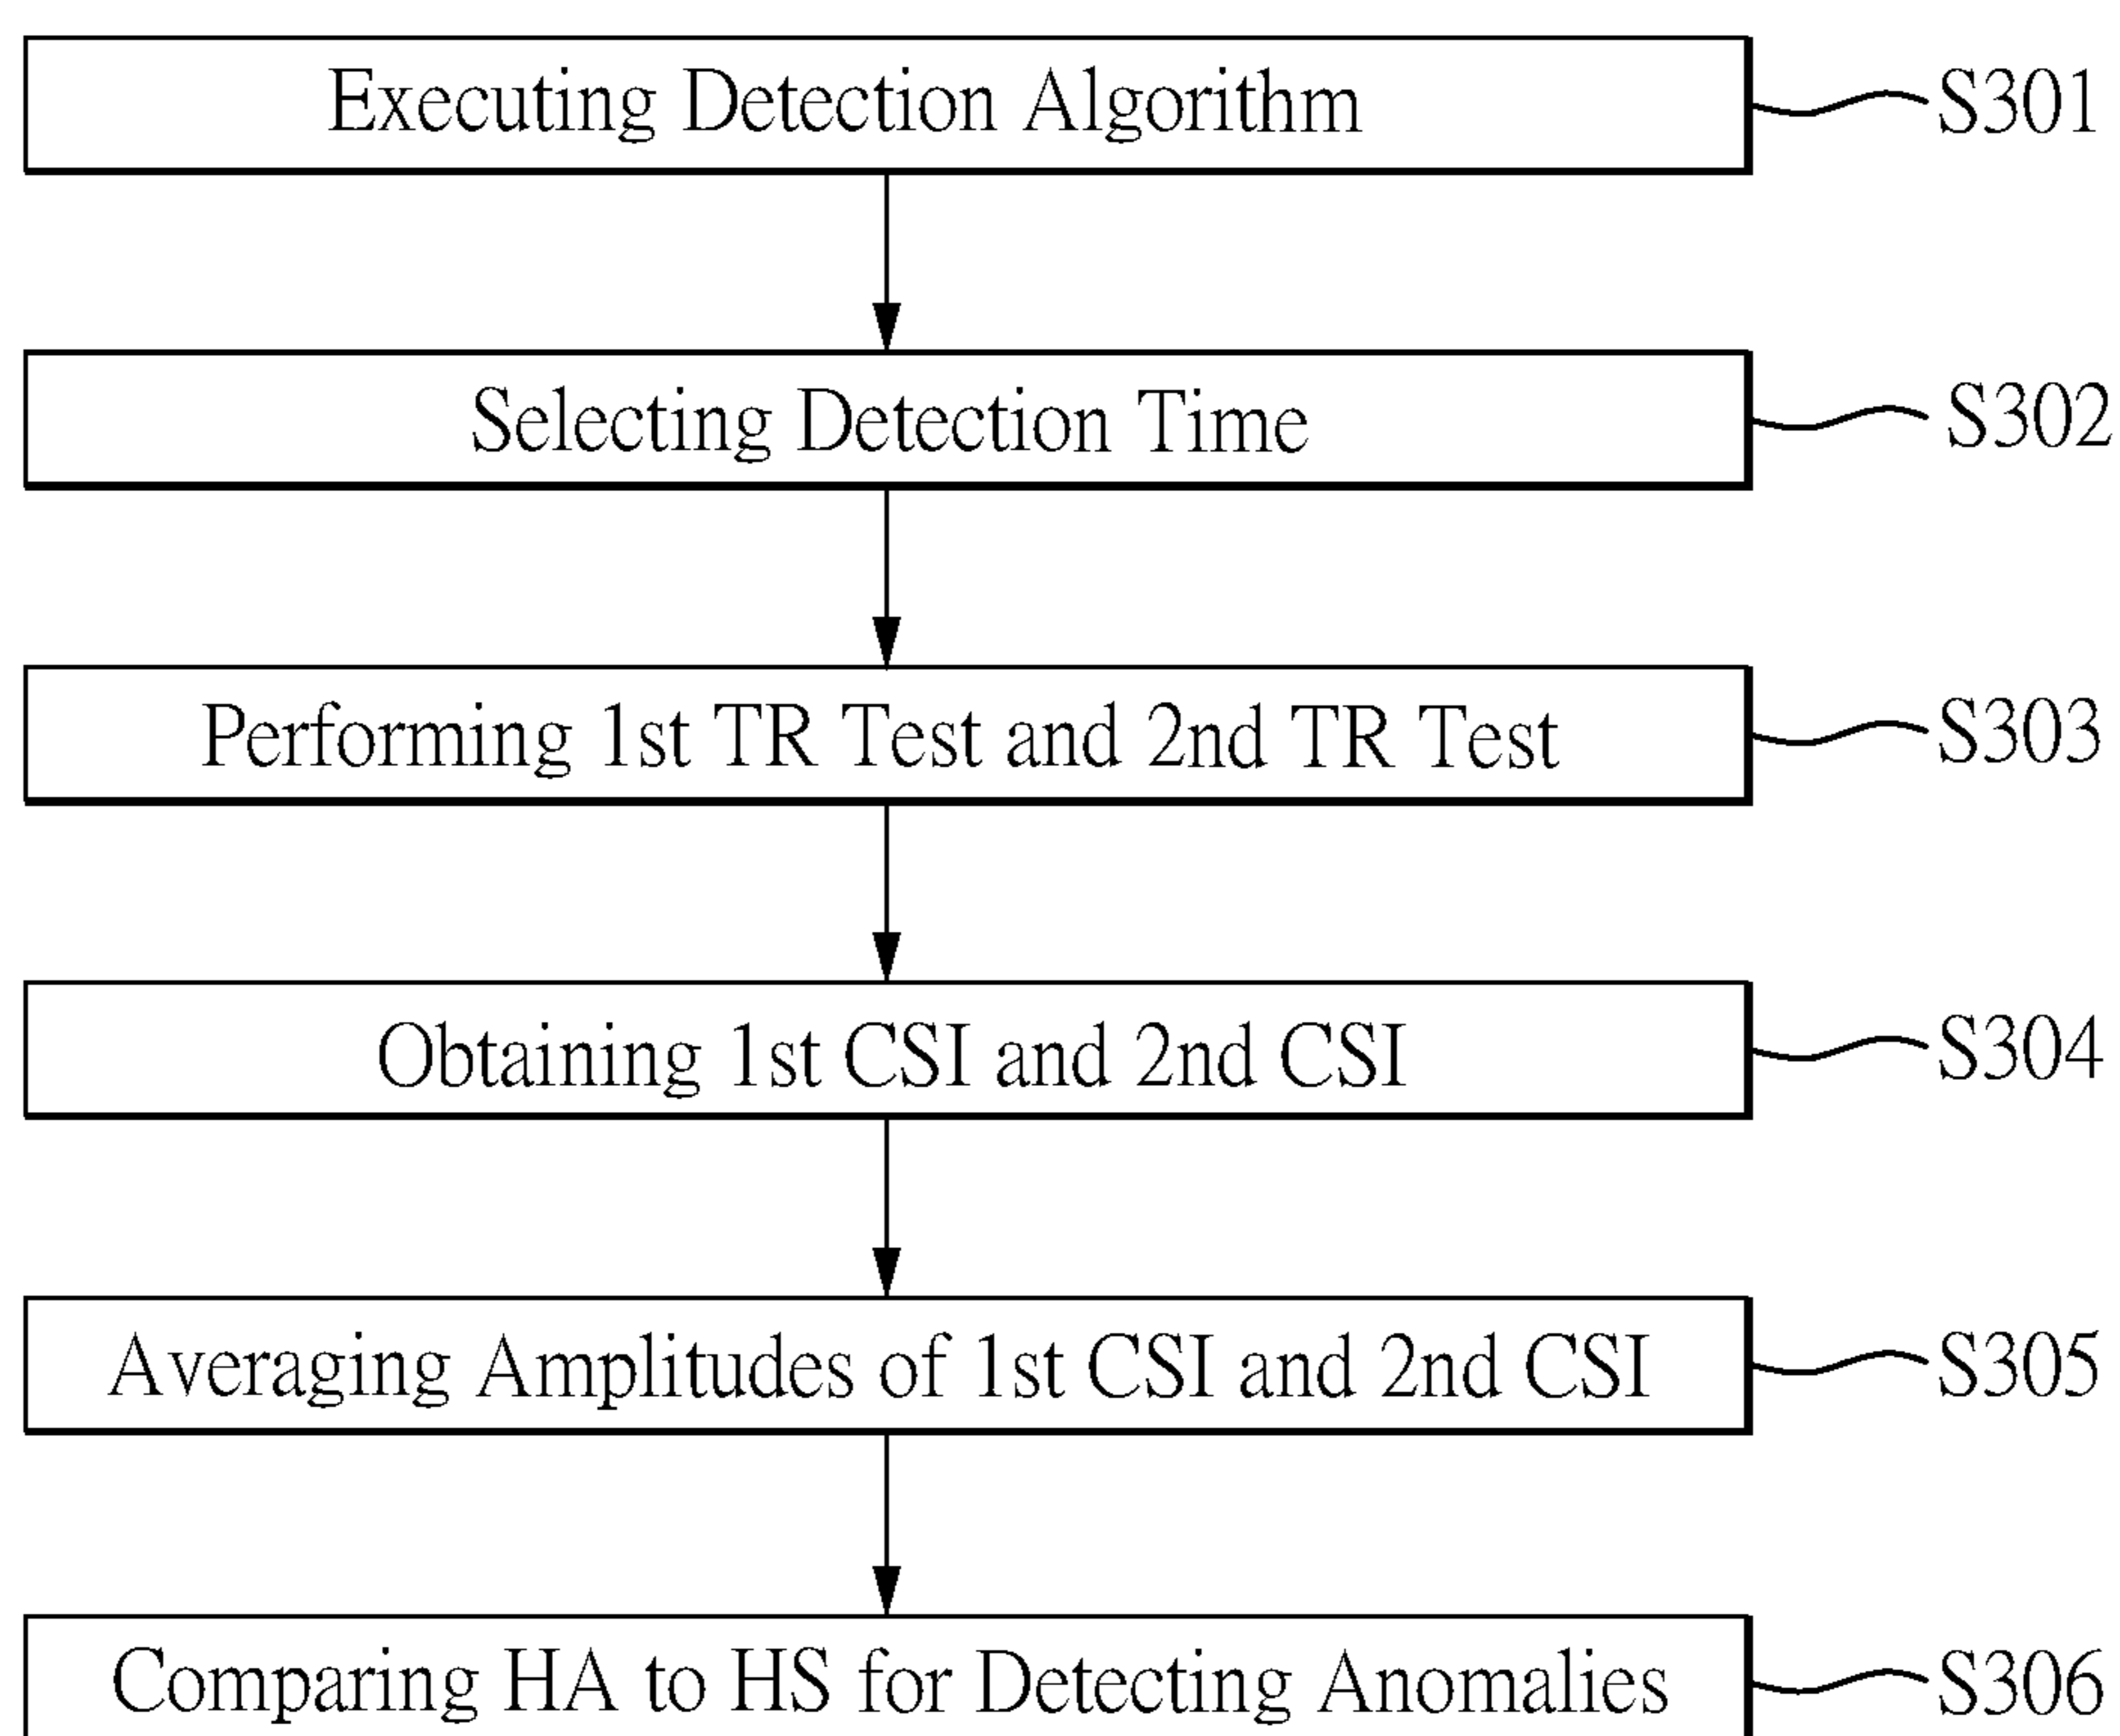 Executing Detection Algorithm S301
Selecting Detection Time S302
Performing 1st TR Test and 2nd TR Test S303
Obtaining 1st CSI and 2nd CSI S304
Averaging Amplitudes of 1st CSI and 2nd CSI S305
Comparing HA to HS for Detecting Anomalies S306